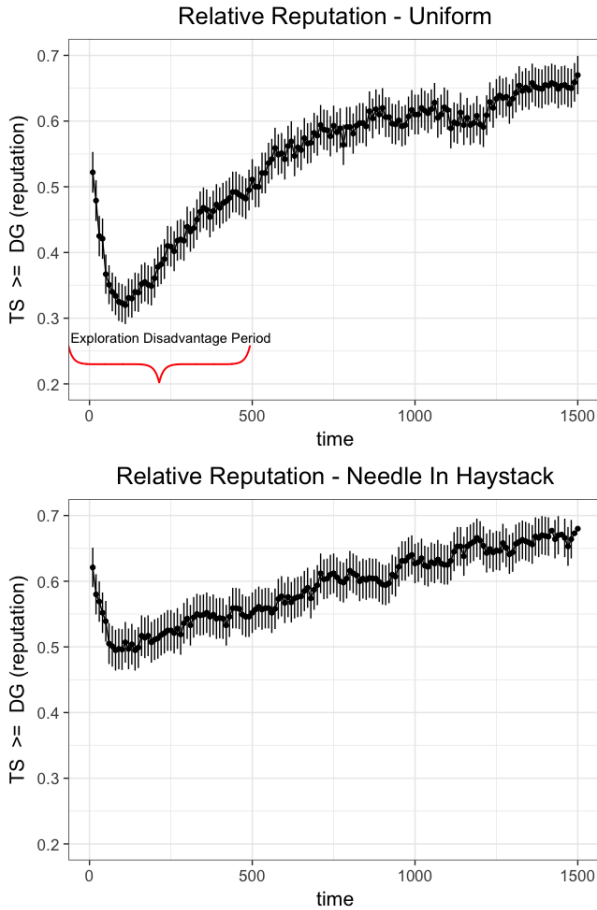 Relative Reputation - Uniform
TS >= DG (reputation)
0.7
0.6
0.5
0.4
0.3
0.2
Exploration Disadvantage Period
0 500 1000 1500
time
Relative Reputation - Needle In Haystack
TS >= DG (reputation)
0.7
0.6
0.5
0.4
0.3
0.2
0 500 1000 1500
time